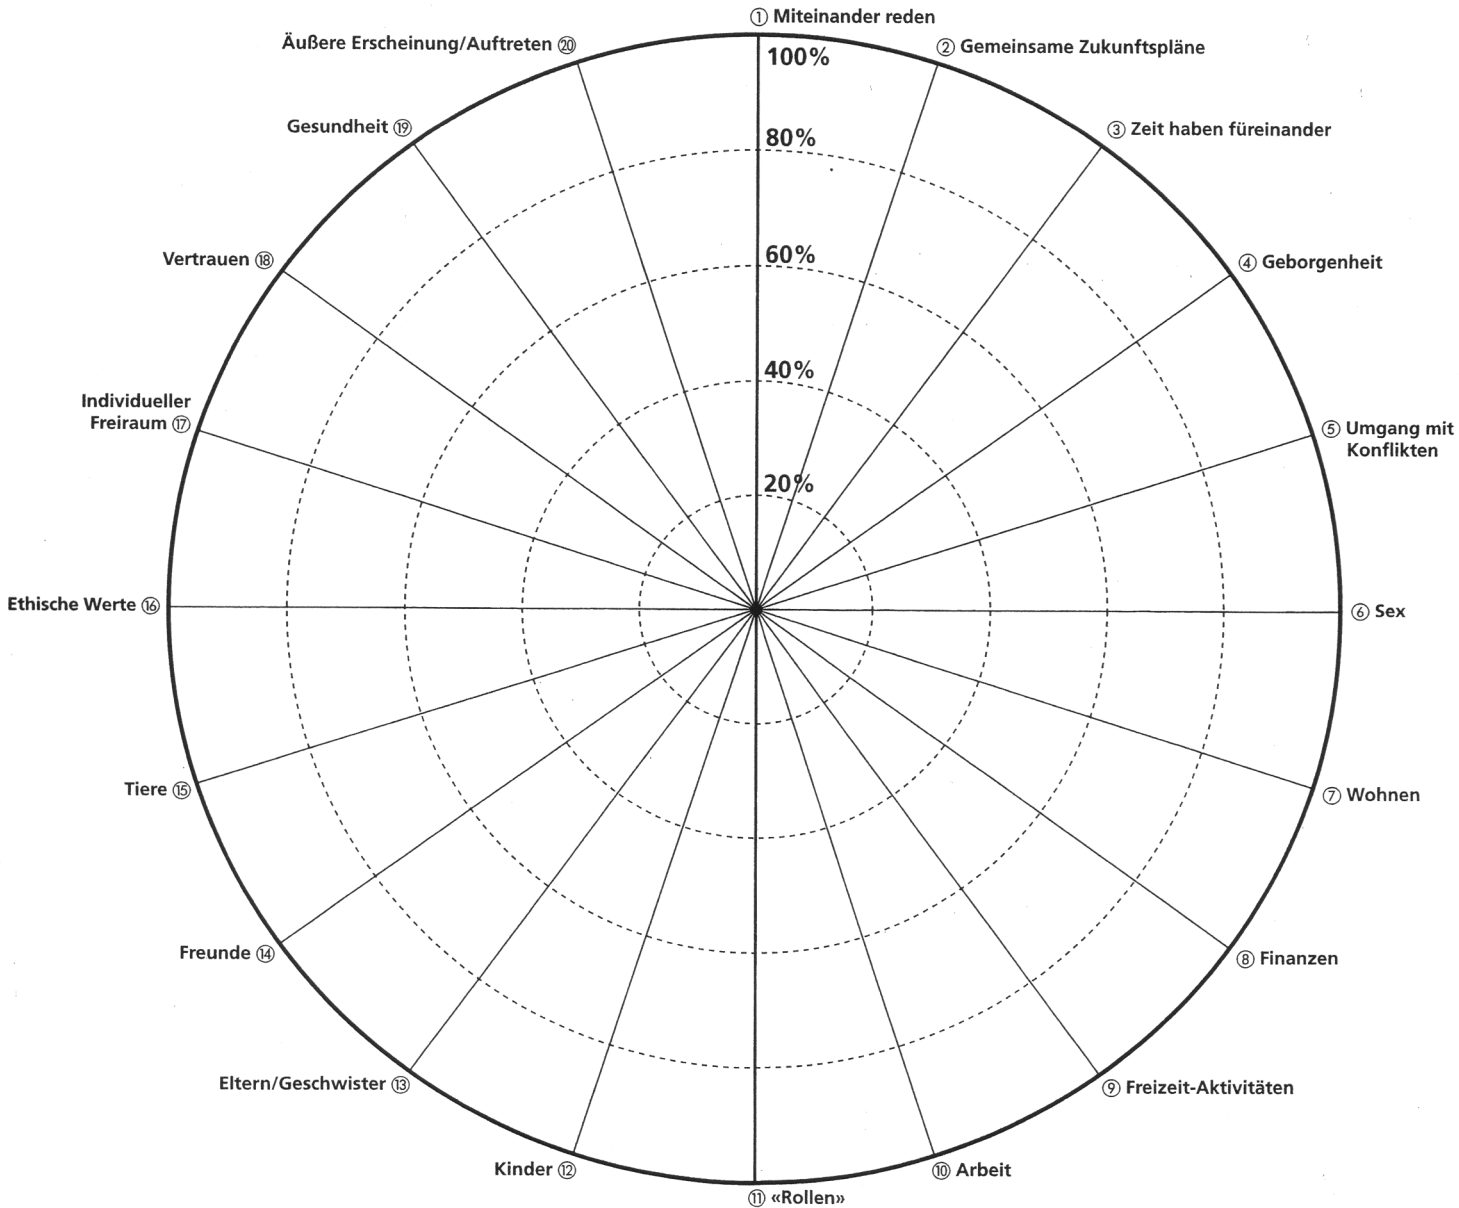 ① Miteinander reden
② Gemeinsame Zukunftspläne
③ Zeit haben füreinander
④ Geborgenheit
⑤ Umgang mit
Konflikten
⑥ Sex
⑦ Wohnen
⑧ Finanzen
⑨ Freizeit-Aktivitäten
⑩ Arbeit
⑪ «Rollen»
Kinder ⑫
Eltern/Geschwister ⑬
Freunde ⑭
Tiere ⑮
Ethische Werte ⑯
Individueller
Freiraum ⑰
Vertrauen ⑱
Gesundheit ⑲
Äußere Erscheinung/Auftreten ⑳
100%
80%
60%
40%
20%